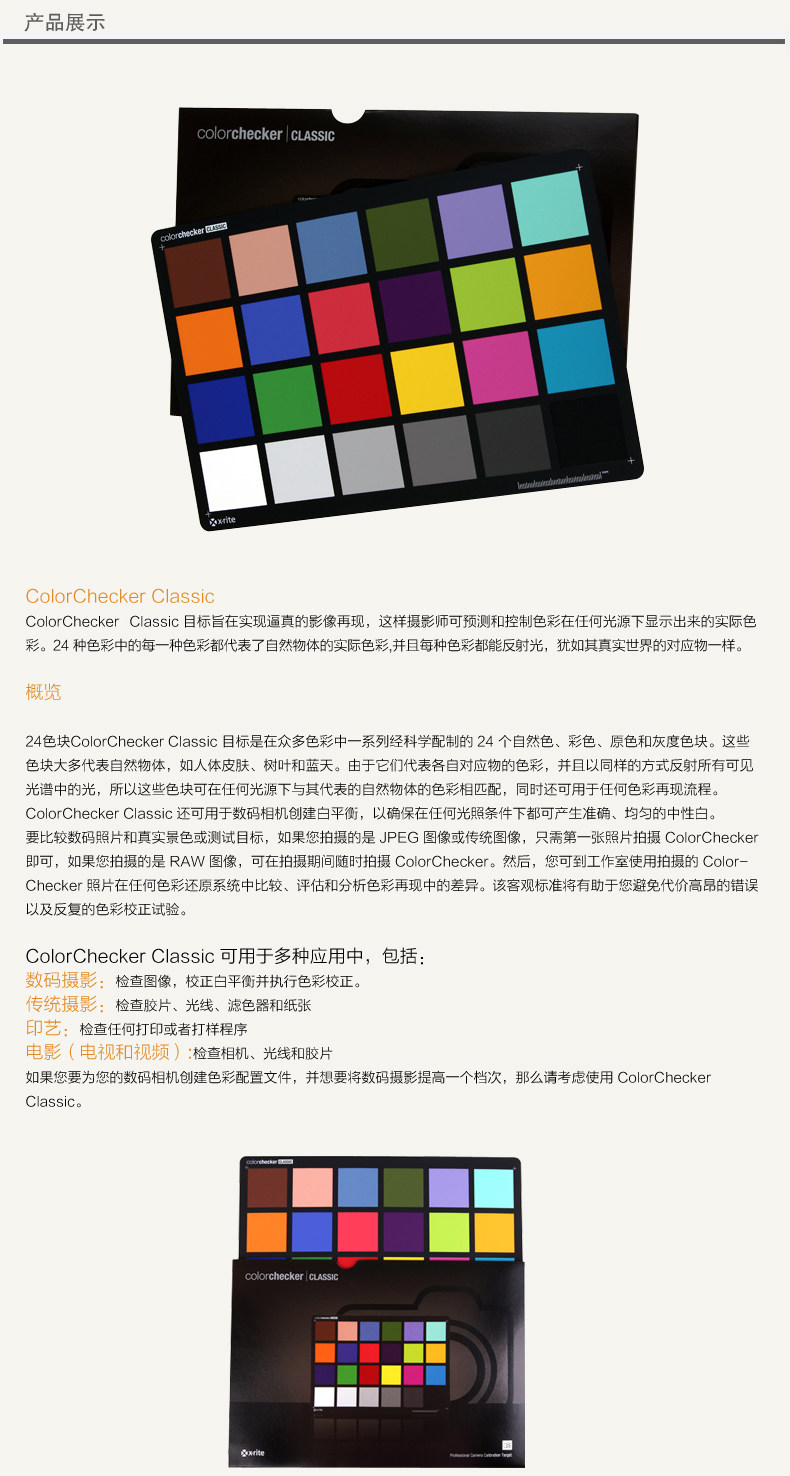 产品展示
colorchecker CLASSIC
colorchecker CLASSIC
x-rite
ColorChecker Classic
ColorChecker Classic 目标旨在实现逼真的影像再现，这样摄影师可预测和控制色彩在任何光源下显示出来的实际色
彩。24 种色彩中的每一种色彩都代表了自然物体的实际色彩,并且每种色彩都能反射光，犹如其真实世界的对应物一样。
概览
24色块ColorChecker Classic 目标是在众多色彩中一系列经科学配制的 24 个自然色、彩色、原色和灰度色块。这些
色块大多代表自然物体，如人体皮肤、树叶和蓝天。由于它们代表各自对应物的色彩，并且以同样的方式反射所有可见
光谱中的光，所以这些色块可在任何光源下与其代表的自然物体的色彩相匹配，同时还可用于任何色彩再现流程。
ColorChecker Classic 还可用于数码相机创建白平衡，以确保在任何光照条件下都可产生准确、均匀的中性白。
要比较数码照片和真实景色或测试目标，如果您拍摄的是 JPEG 图像或传统图像，只需第一张照片拍摄 ColorChecker
即可，如果您拍摄的是 RAW 图像，可在拍摄期间随时拍摄 ColorChecker。然后，您可到工作室使用拍摄的 Color-
Checker 照片在任何色彩还原系统中比较、评估和分析色彩再现中的差异。该客观标准将有助于您避免代价高昂的错误
以及反复的色彩校正试验。
ColorChecker Classic 可用于多种应用中，包括：
数码摄影：检查图像，校正白平衡并执行色彩校正。
传统摄影：检查胶片、光线、滤色器和纸张
印艺：检查任何打印或者打样程序
电影（电视和视频）:检查相机、光线和胶片
如果您要为您的数码相机创建色彩配置文件，并想要将数码摄影提高一个档次，那么请考虑使用 ColorChecker
Classic。
colorchecker CLASSIC
colorchecker CLASSIC
x-rite
Professional Camera Calibration Target